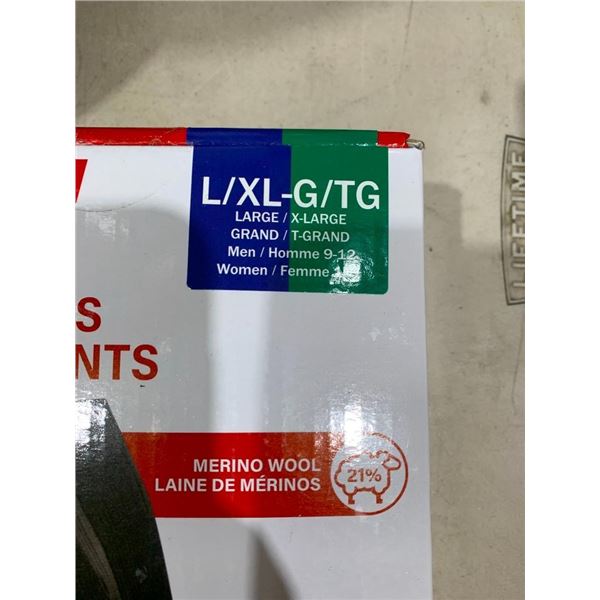 L/XL-G/TG
LARGE / X-LARGE
GRAND / T-GRAND
Men / Homme 9-12
Women / Femme
S
NTS
MERINO WOOL
LAINE DE MÉRINOS
21%
LIFETIME